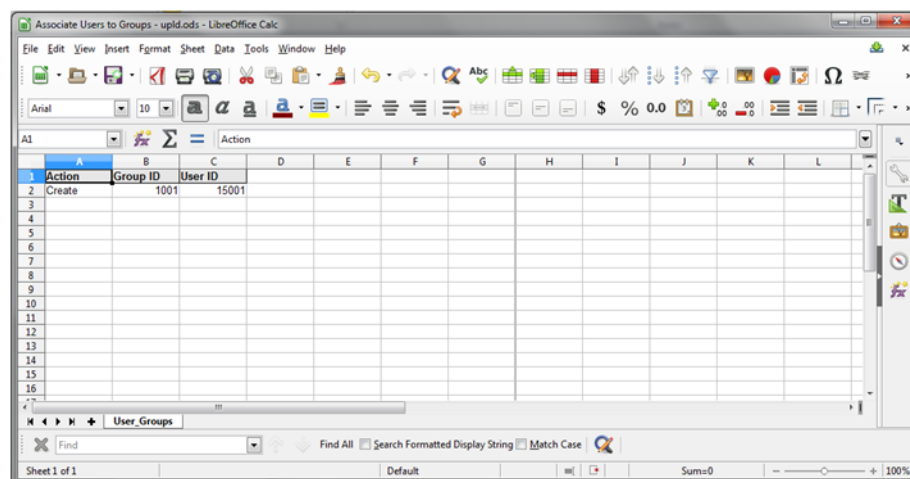 Associate Users to Groups - upld.ods - LibreOffice Calc
File Edit View Insert Format Sheet Data Tools Window Help
Abc
Arial 10 a a a a $ % 0.0
A1 Action
A B C D E F G H I J K L
1 Action Group ID User ID
2 Create 1001 15001
3
4
5
6
7
8
9
10
11
12
13
14
15
16
User_Groups
Find Find All Search Formatted Display String Match Case
Sheet 1 of 1 Default Sum=0 100%